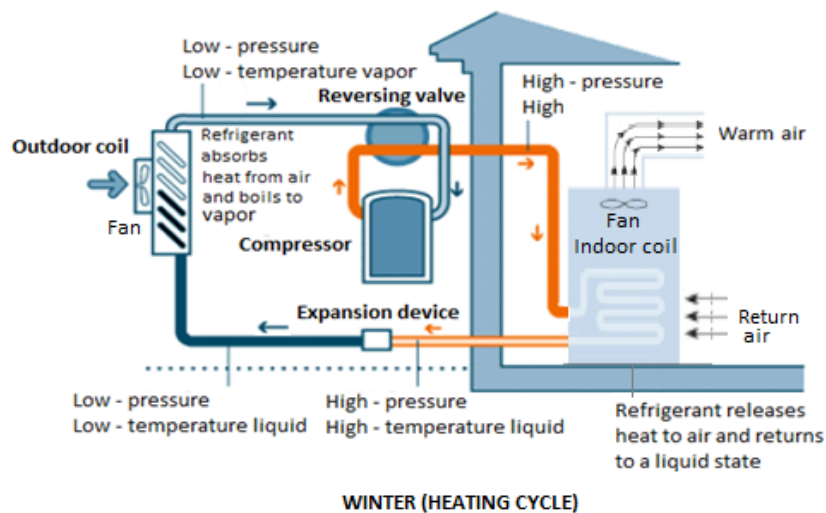 Low - pressure
Low - temperature vapor
Reversing valve
High - pressure
High
Warm air
Outdoor coil
Refrigerant
absorbs
heat from air
and boils to
vapor
Fan
Compressor
Fan
Indoor coil
Expansion device
Return
air
Low - pressure
Low - temperature liquid
High - pressure
High - temperature liquid
Refrigerant releases
heat to air and returns
to a liquid state
WINTER (HEATING CYCLE)